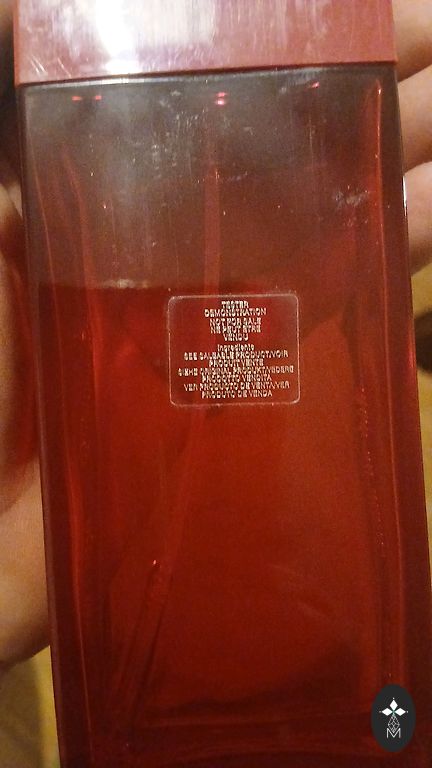 TESTER
DEMONSTRATION
NOT FOR SALE
NE PEUT ÊTRE
VENDU
Ingredients
SEE SALEABLE PRODUCT/VOIR
PRODUIT VENTE
SIEHE ORIGINAL PRODUKT/VEDERE
PRODOTTO VENDITA
VER PRODUCTO DE VENTA/VER
PRODUTO DE VENDA